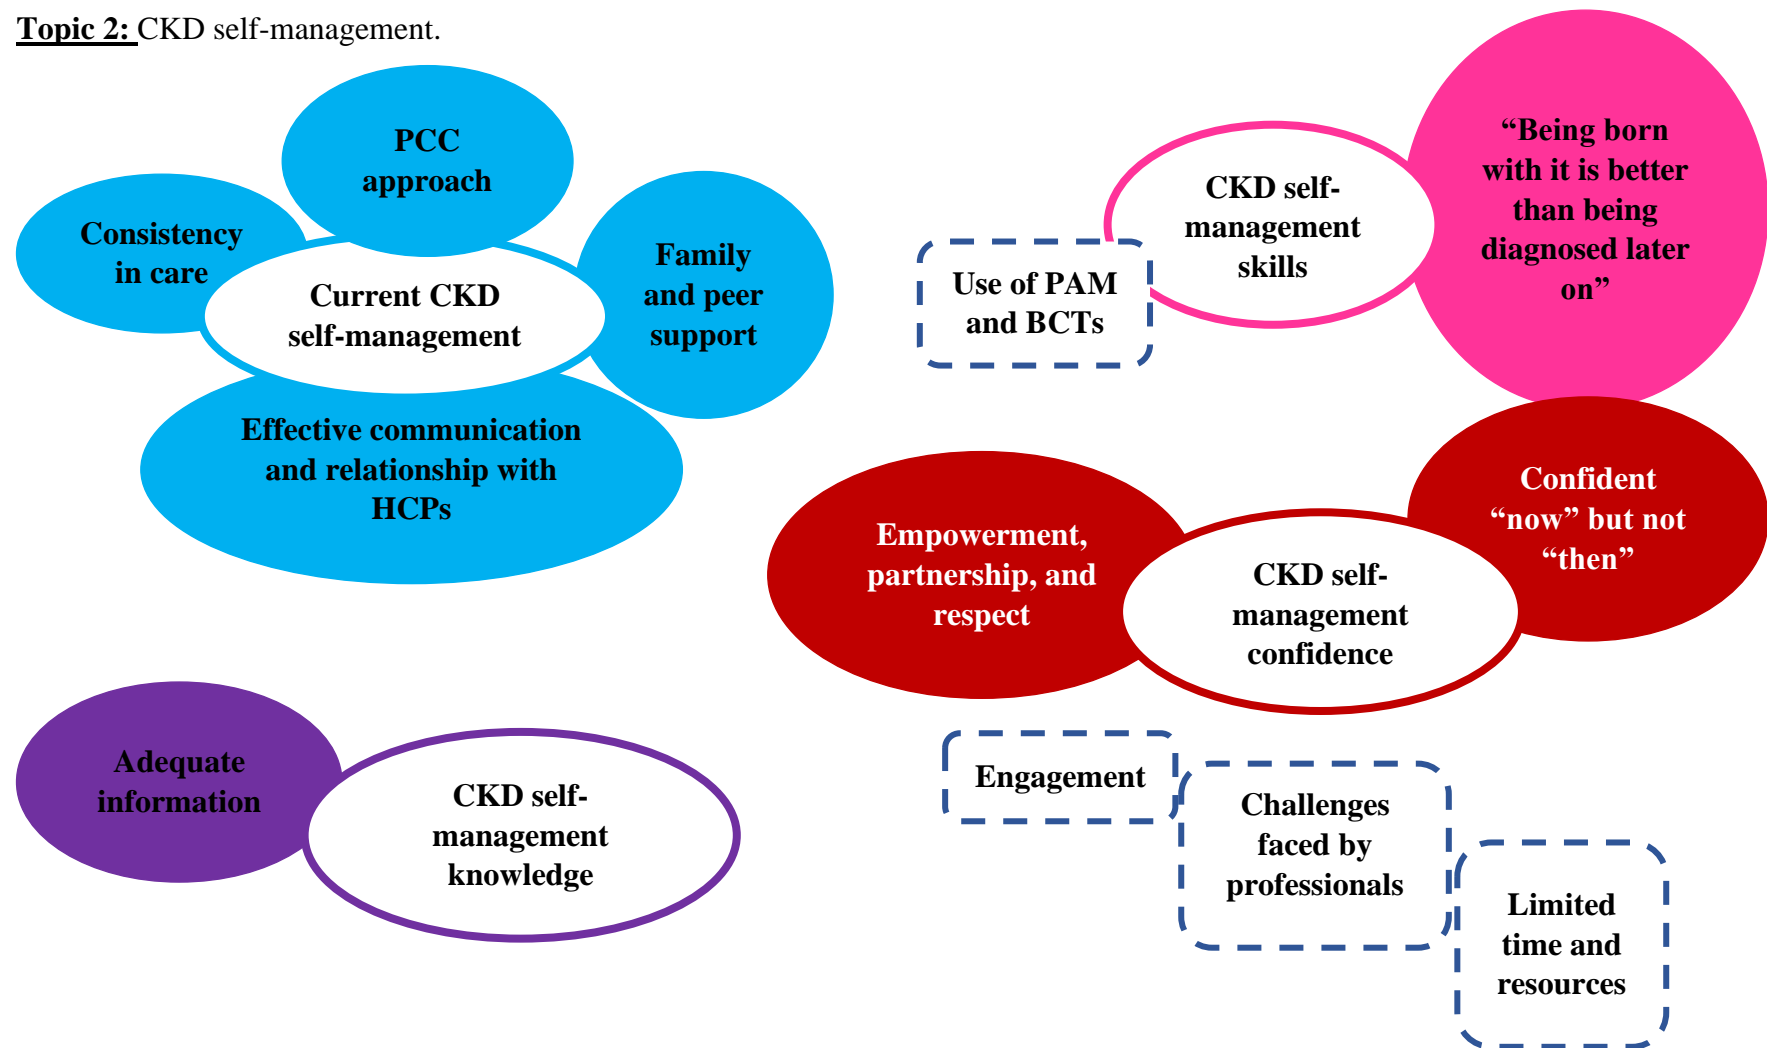 Topic 2: CKD self-management.
PCC
approach
Consistency
in care
Family
and peer
support
Current CKD
self-management
Effective communication
and relationship with
HCPs
CKD self-
management
skills
“Being born
with it is better
than being
diagnosed later
on”
Use of PAM
and BCTs
Confident
“now” but not
“then”
Empowerment,
partnership, and
respect
CKD self-
management
confidence
Adequate
information
CKD self-
management
knowledge
Engagement
Challenges
faced by
professionals
Limited
time and
resources